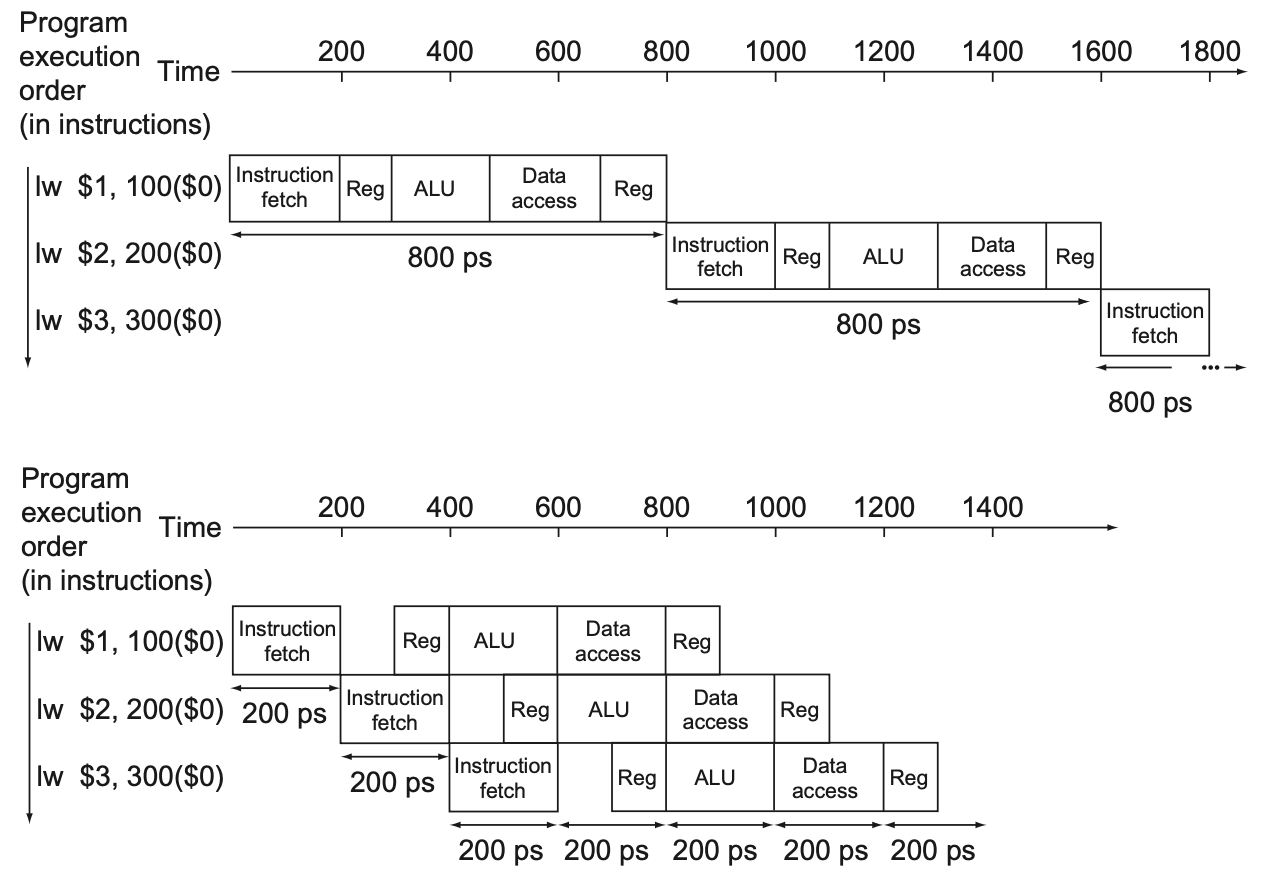 Program
execution
order
(in instructions)
Time
200 400 600 800 1000 1200 1400 1600 1800
lw $1, 100($0)
Instruction
fetch
Reg
ALU
Data
access
Reg
800 ps
lw $2, 200($0)
Instruction
fetch
Reg
ALU
Data
access
Reg
800 ps
lw $3, 300($0)
Instruction
fetch
...
800 ps
Program
execution
order
(in instructions)
Time
200 400 600 800 1000 1200 1400
lw $1, 100($0)
Instruction
fetch
Reg
ALU
Data
access
Reg
200 ps
lw $2, 200($0)
Instruction
fetch
Reg
ALU
Data
access
Reg
200 ps
lw $3, 300($0)
Instruction
fetch
Reg
ALU
Data
access
Reg
200 ps 200 ps 200 ps 200 ps 200 ps